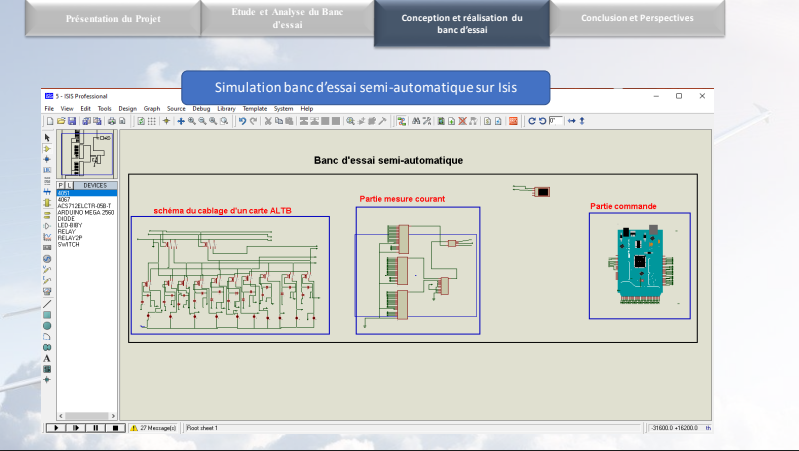 Présentation du Projet
Etude et Analyse du Banc
d'essai
Conception et réalisation du
banc d'essai
Conclusion et Perspectives
Simulation banc d'essai semi-automatique sur Isis
ISIS 5 - ISIS Professional
File View Edit Tools Design Graph Source Debug Library Template System Help
Banc d'essai semi-automatique
P L DEVICES
4051
4067
ACS712ELCTR-05B-T
ARDUINO MEGA 2560
DIODE
LED-BIBY
RELAY
RELAY2P
SWITCH
schéma du cablage d'un carte ALTB
Partie mesure courant
Partie commande
27 Message(s) Root sheet 1
-31600.0 +16200.0 th